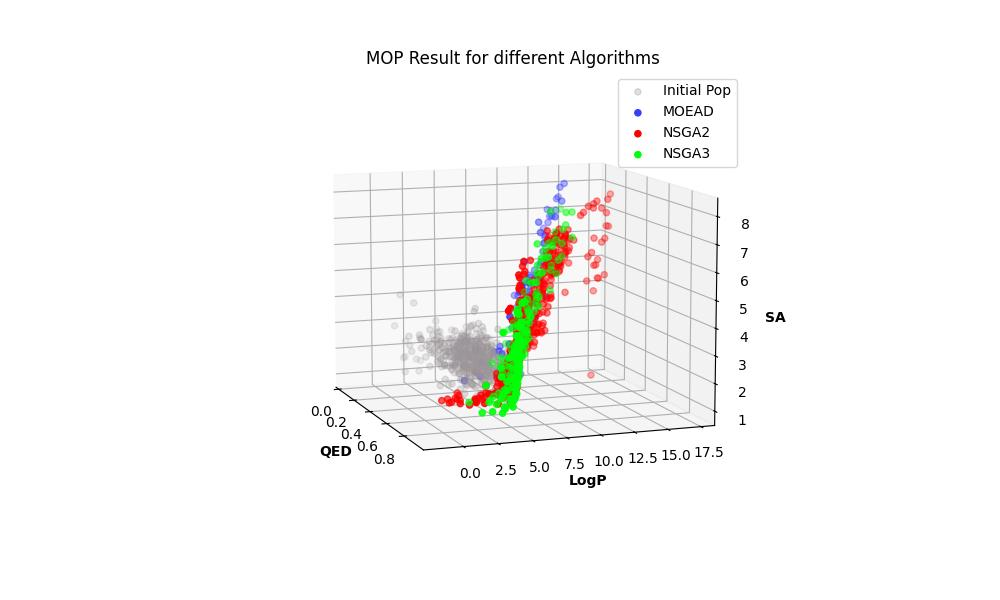 MOP Result for different Algorithms
Initial Pop
MOEAD
NSGA2
NSGA3
8
7
6
5
4
3
2
1
SA
0.0
0.2
0.4
0.6
0.8
QED
0.0
2.5
5.0
7.5
10.0
12.5
15.0
17.5
LogP